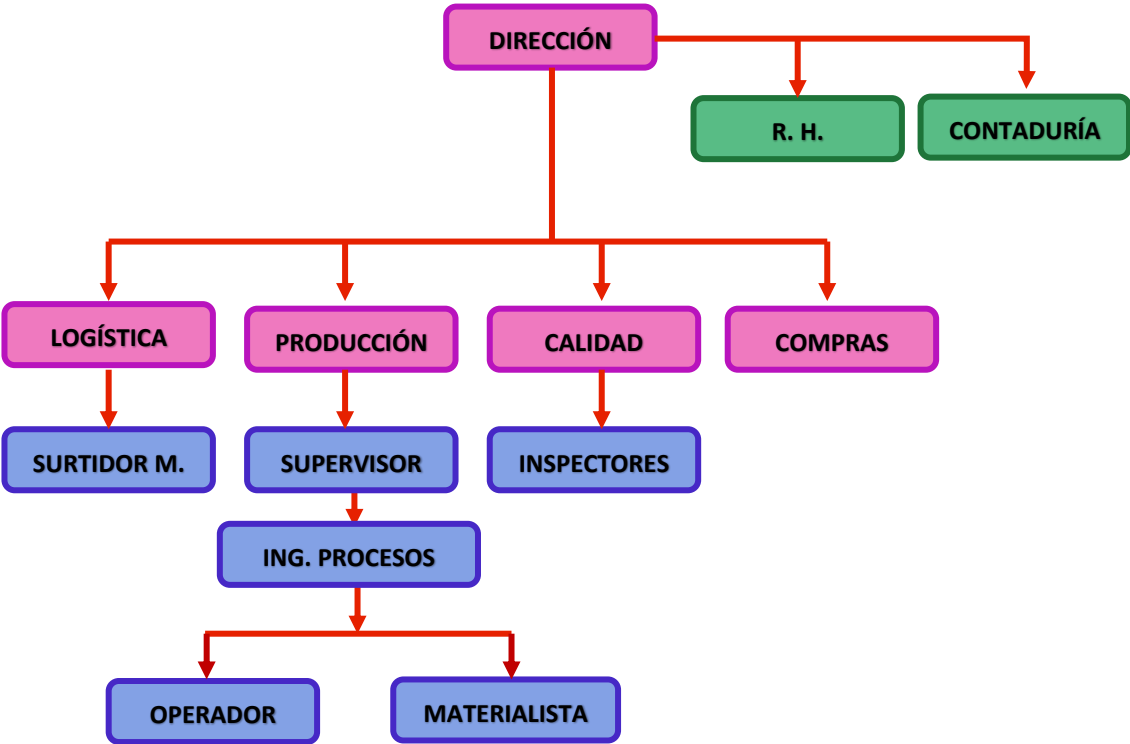 DIRECCIÓN
R. H.
CONTADURÍA
LOGÍSTICA
PRODUCCIÓN
CALIDAD
COMPRAS
SURTIDOR M.
SUPERVISOR
INSPECTORES
ING. PROCESOS
OPERADOR
MATERIALISTA